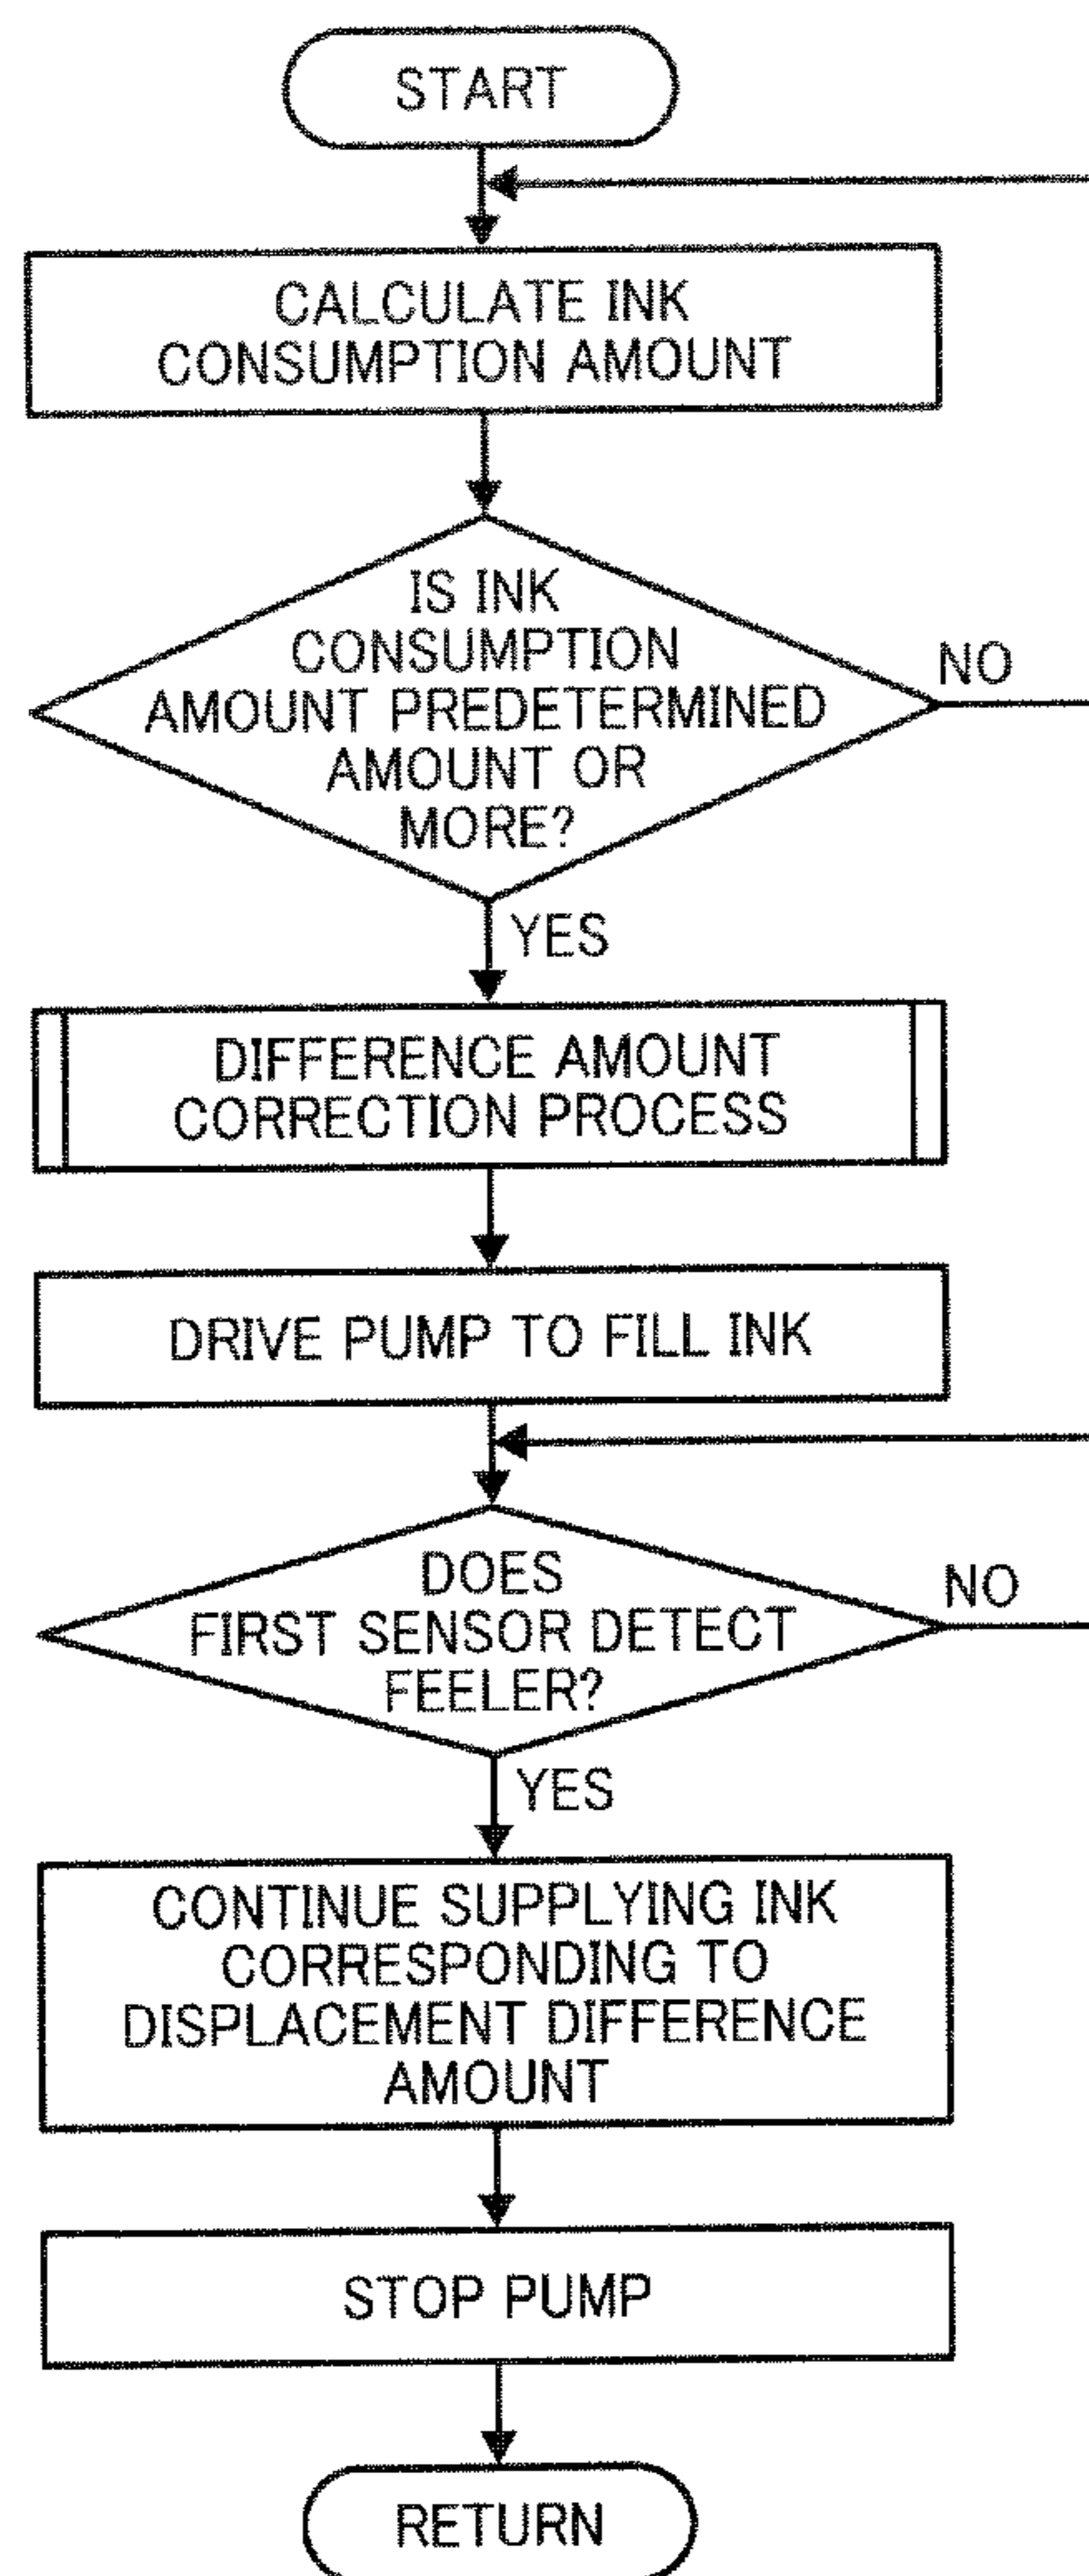 START
CALCULATE INK
CONSUMPTION AMOUNT
IS INK
CONSUMPTION
AMOUNT PREDETERMINED
AMOUNT OR
MORE?
NO
YES
DIFFERENCE AMOUNT
CORRECTION PROCESS
DRIVE PUMP TO FILL INK
DOES
FIRST SENSOR DETECT
FEELER?
NO
YES
CONTINUE SUPPLYING INK
CORRESPONDING TO
DISPLACEMENT DIFFERENCE
AMOUNT
STOP PUMP
RETURN